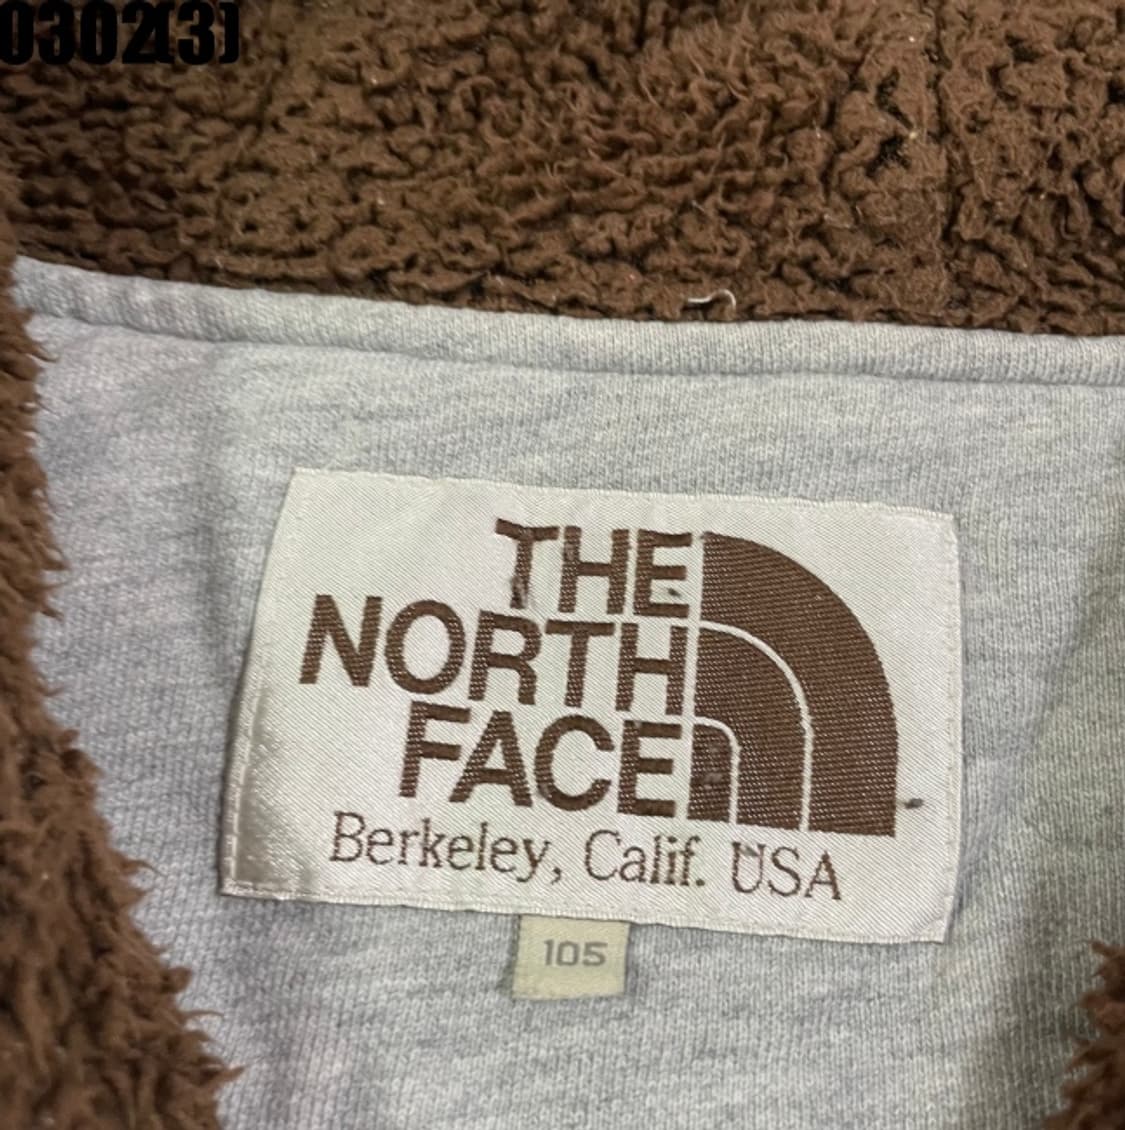 0302(3)
THE
NORTH
FACE
Berkeley, Calif. USA
105